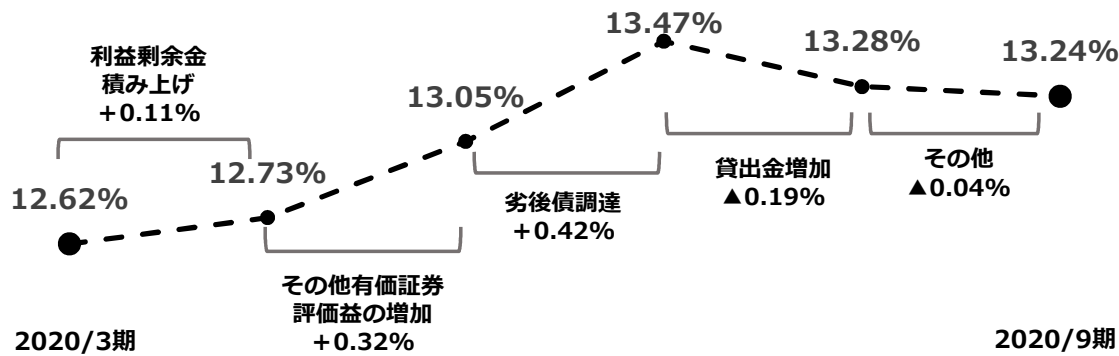 利益剰余金
積み上げ
+0.11%
12.62%
12.73%
その他有価証券
評価益の増加
+0.32%
13.05%
劣後債調達
+0.42%
13.47%
貸出金増加
▲0.19%
13.28%
その他
▲0.04%
13.24%
2020/3期
2020/9期